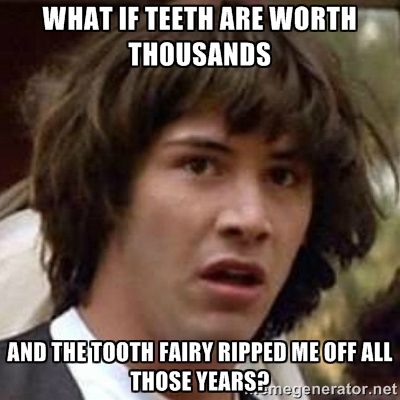 WHAT IF TEETH ARE WORTH
THOUSANDS
AND THE TOOTH FAIRY RIPPED ME OFF ALL
THOSE YEARS?
memegenerator.net